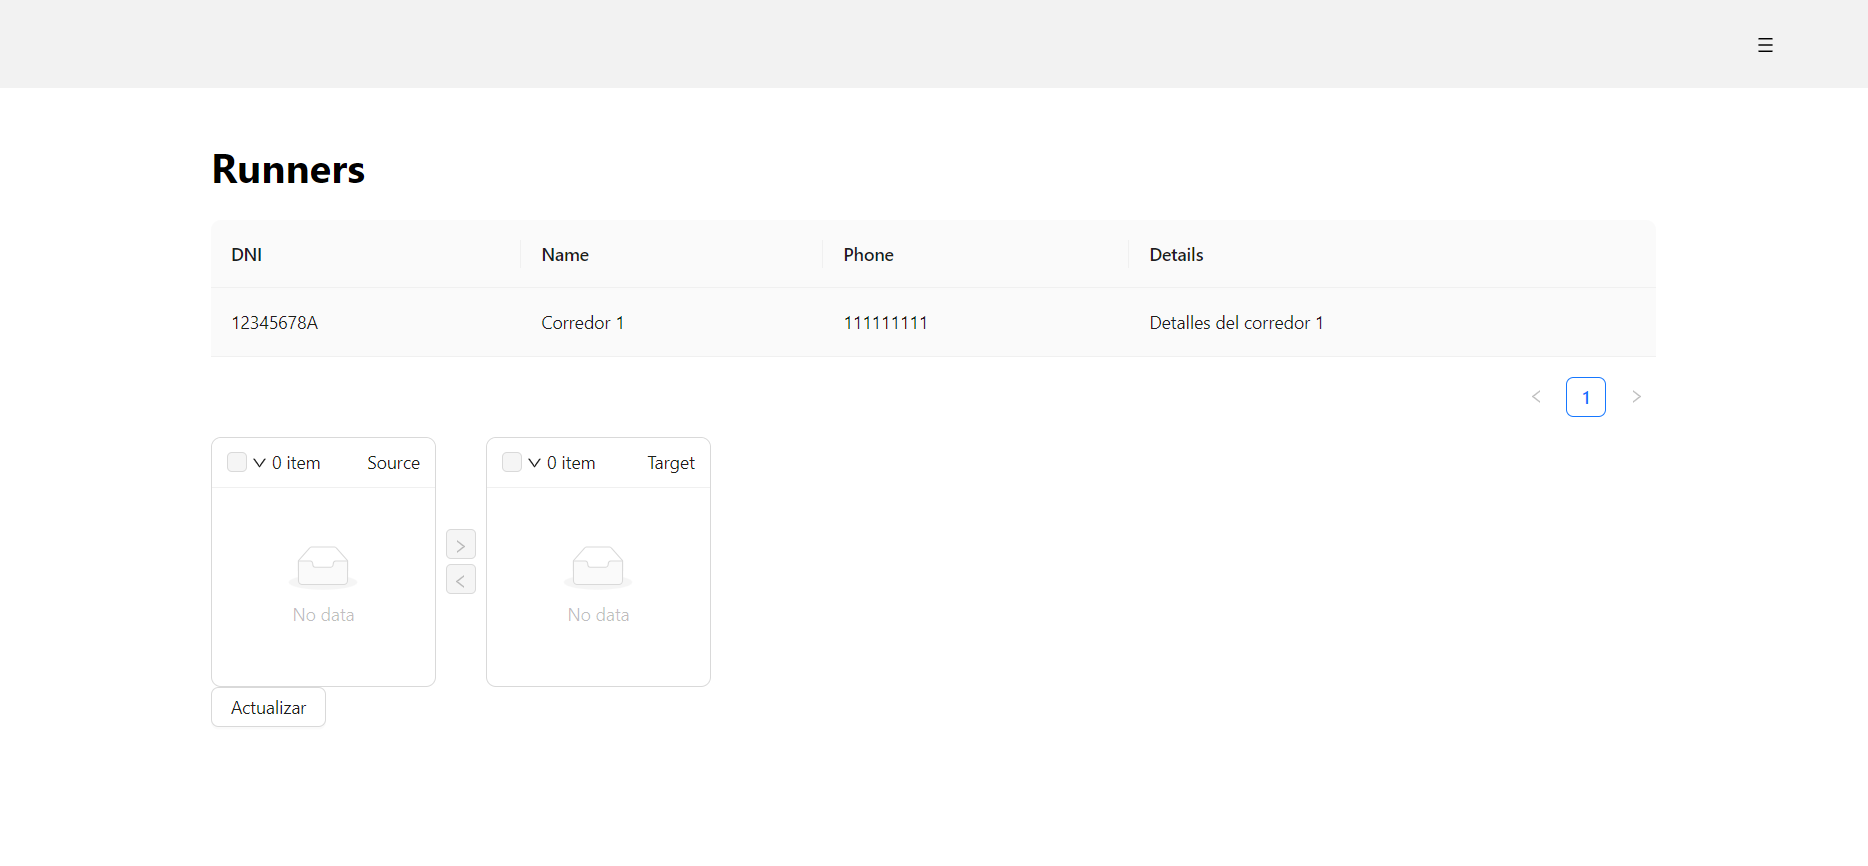 Runners
DNI Name Phone Details
12345678A Corredor 1 111111111 Detalles del corredor 1
1
0 item Source 0 item Target
No data No data
Actualizar